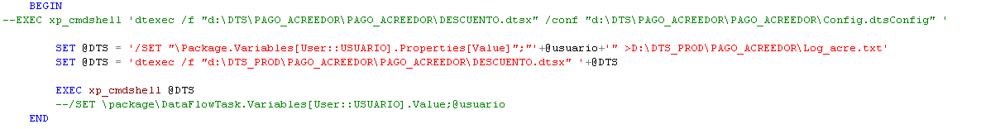 BEGIN
--EXEC xp_cmdshell 'dtexec /f "d:\DTS\PAGO_ACREEDOR\PAGO_ACREEDOR\DESCUENTO.dtsx" /conf "d:\DTS\PAGO_ACREEDOR\PAGO_ACREEDOR\Config.dtsConfig" '
SET @DTS = '/SET "\Package.Variables[User::USUARIO].Properties[Value]";"'+@usuario+'" >D:\DTS_PROD\PAGO_ACREEDOR\Log_acre.txt'
SET @DTS = 'dtexec /f "d:\DTS_PROD\PAGO_ACREEDOR\PAGO_ACREEDOR\DESCUENTO.dtsx" '+@DTS
EXEC xp_cmdshell @DTS
--/SET \package\DataFlowTask.Variables[User::USUARIO].Value;@usuario
END